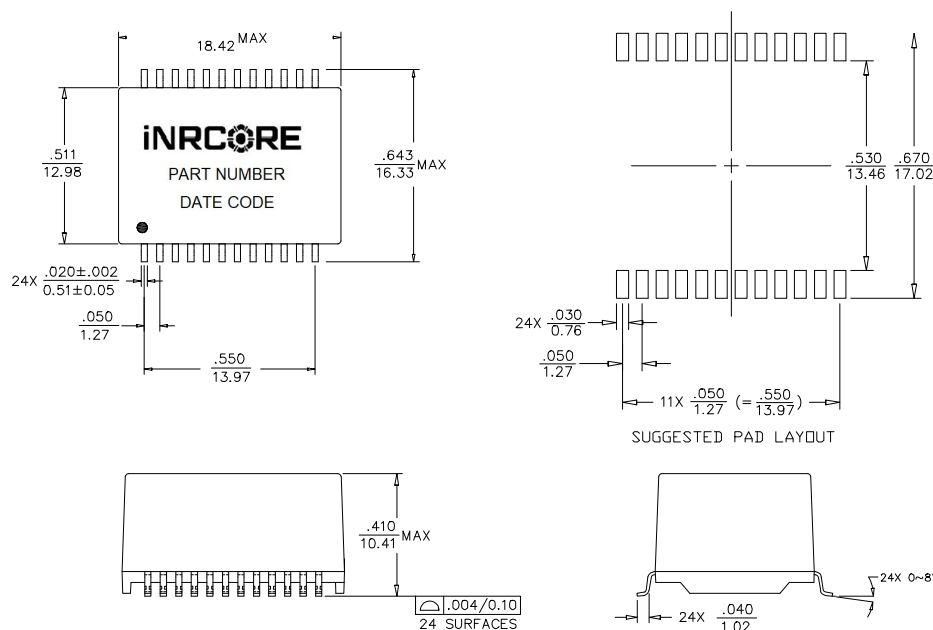 18.42 MAX
iNRCORE
PART NUMBER
DATE CODE
.511
12.98
.643 MAX
16.33
24X .020±.002
0.51±0.05
.050
1.27
.550
13.97
.530
13.46
.670
17.02
24X .030
0.76
.050
1.27
11X .050 (= .550)
1.27 13.97
SUGGESTED PAD LAYOUT
.410 MAX
10.41
.004/0.10
24 SURFACES
24X .040
1.02
24X 0~8°